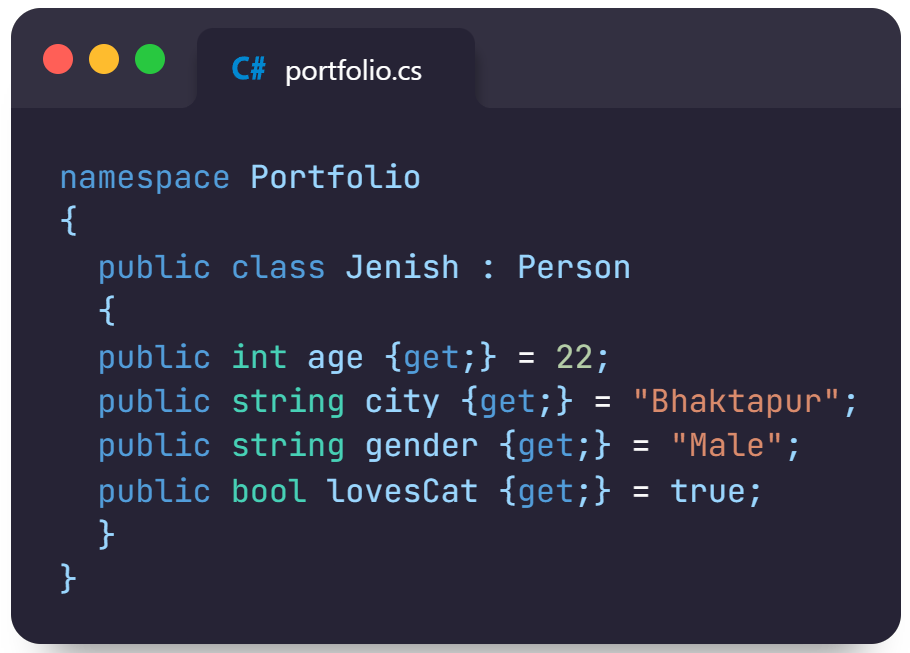 C# portfolio.cs
namespace Portfolio
{
  public class Jenish : Person
  {
  public int age {get;} = 22;
  public string city {get;} = "Bhaktapur";
  public string gender {get;} = "Male";
  public bool lovesCat {get;} = true;
  }
}